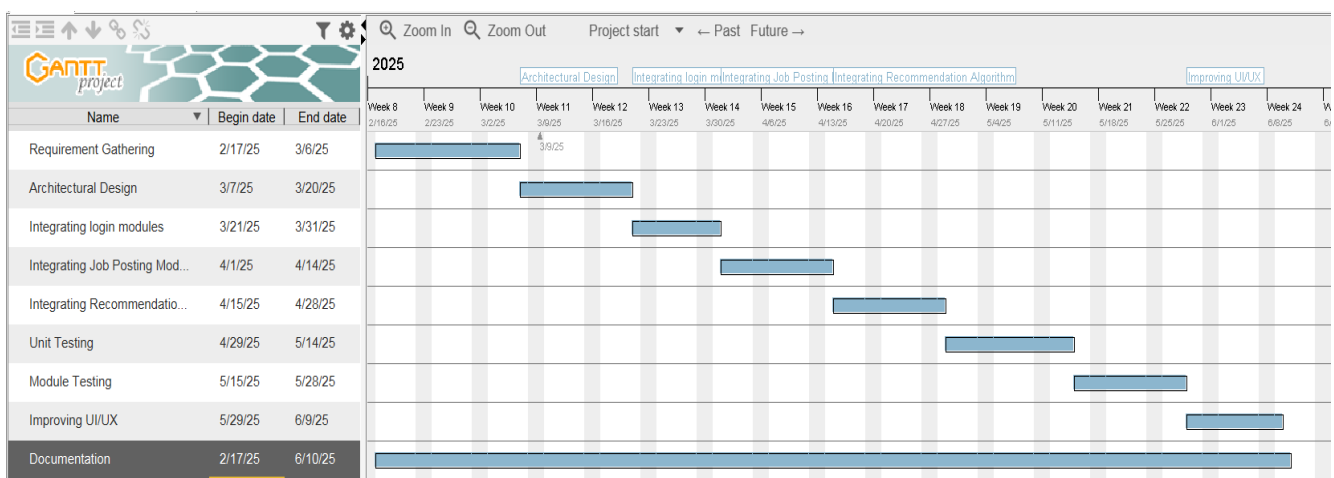 Zoom In Zoom Out Project start ← Past Future →
GANTT
project
2025
Architectural Design Integrating login m Integrating Job Posting Integrating Recommendation Algorithm Improving UI/UX
Name Begin date End date
Week 8 Week 9 Week 10 Week 11 Week 12 Week 13 Week 14 Week 15 Week 16 Week 17 Week 18 Week 19 Week 20 Week 21 Week 22 Week 23 Week 24
2/16/25 2/23/25 3/2/25 3/9/25 3/16/25 3/23/25 3/30/25 4/6/25 4/13/25 4/20/25 4/27/25 5/4/25 5/11/25 5/18/25 5/25/25 6/1/25 6/8/25
3/9/25
Requirement Gathering 2/17/25 3/6/25
Architectural Design 3/7/25 3/20/25
Integrating login modules 3/21/25 3/31/25
Integrating Job Posting Mod... 4/1/25 4/14/25
Integrating Recommendatio... 4/15/25 4/28/25
Unit Testing 4/29/25 5/14/25
Module Testing 5/15/25 5/28/25
Improving UI/UX 5/29/25 6/9/25
Documentation 2/17/25 6/10/25